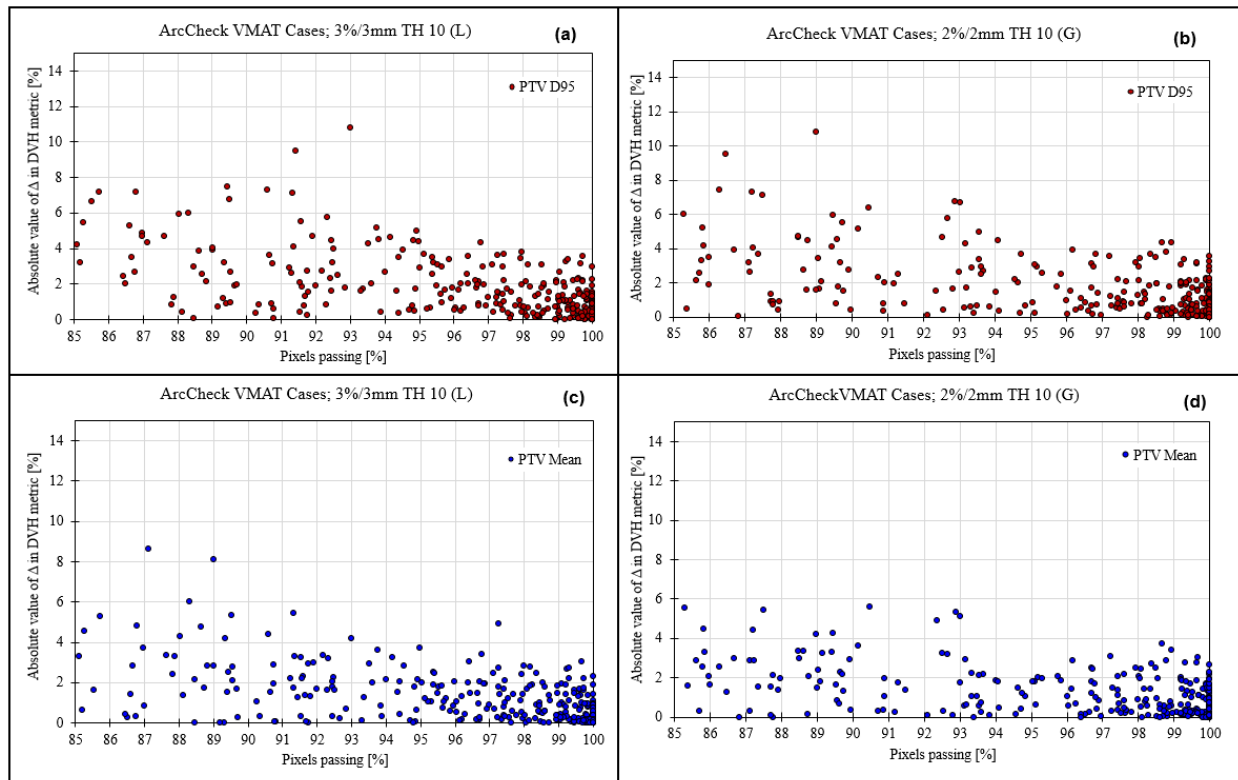 ArcCheck VMAT Cases; 3%/3mm TH 10 (L)
(a)
Absolute value of Δ in DVH metric [%]
14
12
10
8
6
4
2
0
PTV D95
85 86 87 88 89 90 91 92 93 94 95 96 97 98 99 100
Pixels passing [%]
ArcCheck VMAT Cases; 2%/2mm TH 10 (G)
(b)
Absolute value of Δ in DVH metric [%]
14
12
10
8
6
4
2
0
PTV D95
85 86 87 88 89 90 91 92 93 94 95 96 97 98 99 100
Pixels passing [%]
ArcCheck VMAT Cases; 3%/3mm TH 10 (L)
(c)
Absolute value of Δ in DVH metric [%]
14
12
10
8
6
4
2
0
PTV Mean
85 86 87 88 89 90 91 92 93 94 95 96 97 98 99 100
Pixels passing [%]
ArcCheckVMAT Cases; 2%/2mm TH 10 (G)
(d)
Absolute value of Δ in DVH metric [%]
14
12
10
8
6
4
2
0
PTV Mean
85 86 87 88 89 90 91 92 93 94 95 96 97 98 99 100
Pixels passing [%]